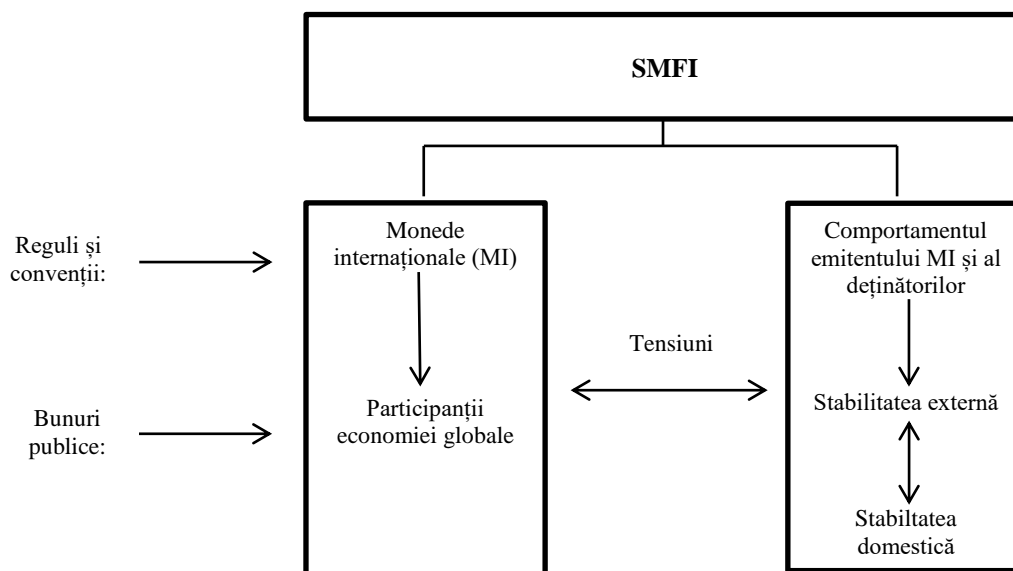 SMFI
Reguli și
convenții:
Monede
internaționale (MI)
Comportamentul
emitentului MI și al
deținătorilor
Tensiuni
Bunuri
publice:
Participanții
economiei globale
Stabilitatea externă
Stabiltatea
domestică